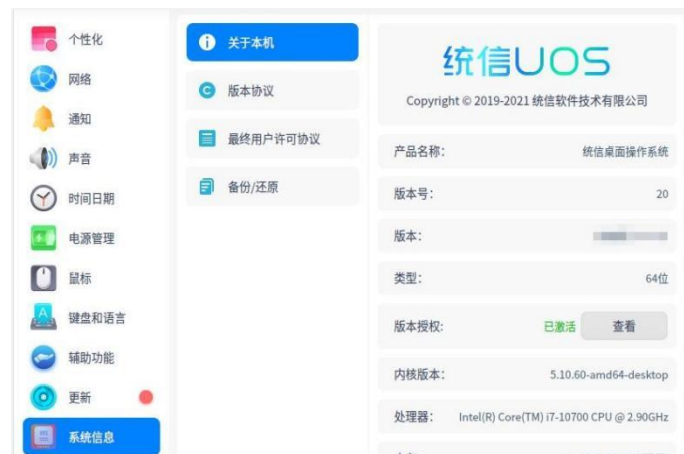 个性化
网络
通知
声音
时间日期
电源管理
鼠标
键盘和语言
辅助功能
更新
系统信息
关于本机
版本协议
最终用户许可协议
备份/还原
统信UOS
Copyright © 2019-2021 统信软件技术有限公司
产品名称: 统信桌面操作系统
版本号: 20
版本:
类型: 64位
版本授权: 已激活 查看
内核版本: 5.10.60-amd64-desktop
处理器: Intel(R) Core(TM) i7-10700 CPU @ 2.90GHz